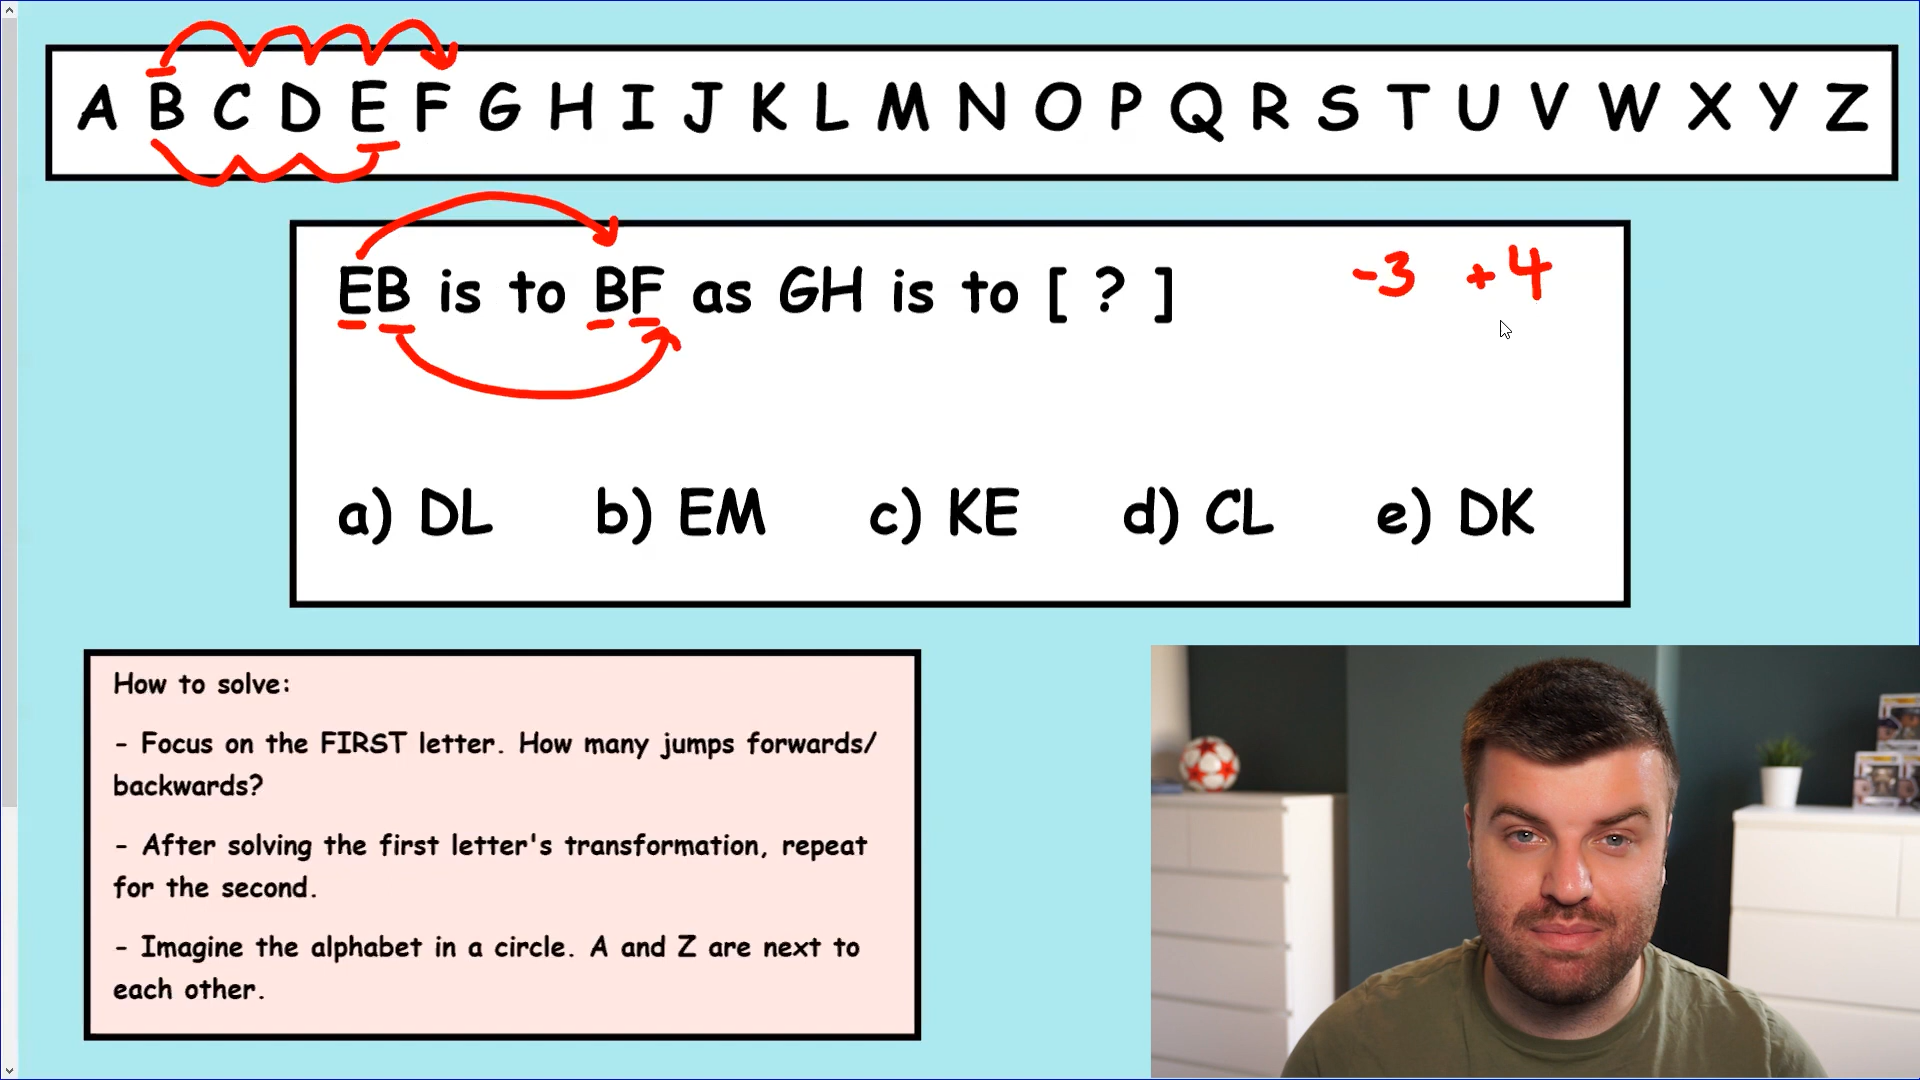 A B C D E F G H I J K L M N O P Q R S T U V W X Y Z
EB is to BF as GH is to [ ? ]
-3 +4
a) DL b) EM c) KE d) CL e) DK
How to solve:
- Focus on the FIRST letter. How many jumps forwards/
backwards?
- After solving the first letter's transformation, repeat
for the second.
- Imagine the alphabet in a circle. A and Z are next to
each other.